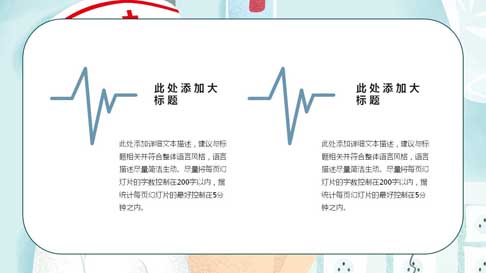 此处添加大
标题
此处添加详细文本描述，建议与标
题相关并符合整体语言风格，语言
描述尽量简洁生动。尽量将每页幻
灯片的字数控制在200字以内，据
统计每页幻灯片的最好控制在5分
钟之内。
此处添加大
标题
此处添加详细文本描述，建议与标
题相关并符合整体语言风格，语言
描述尽量简洁生动。尽量将每页幻
灯片的字数控制在200字以内，据
统计每页幻灯片的最好控制在5分
钟之内。